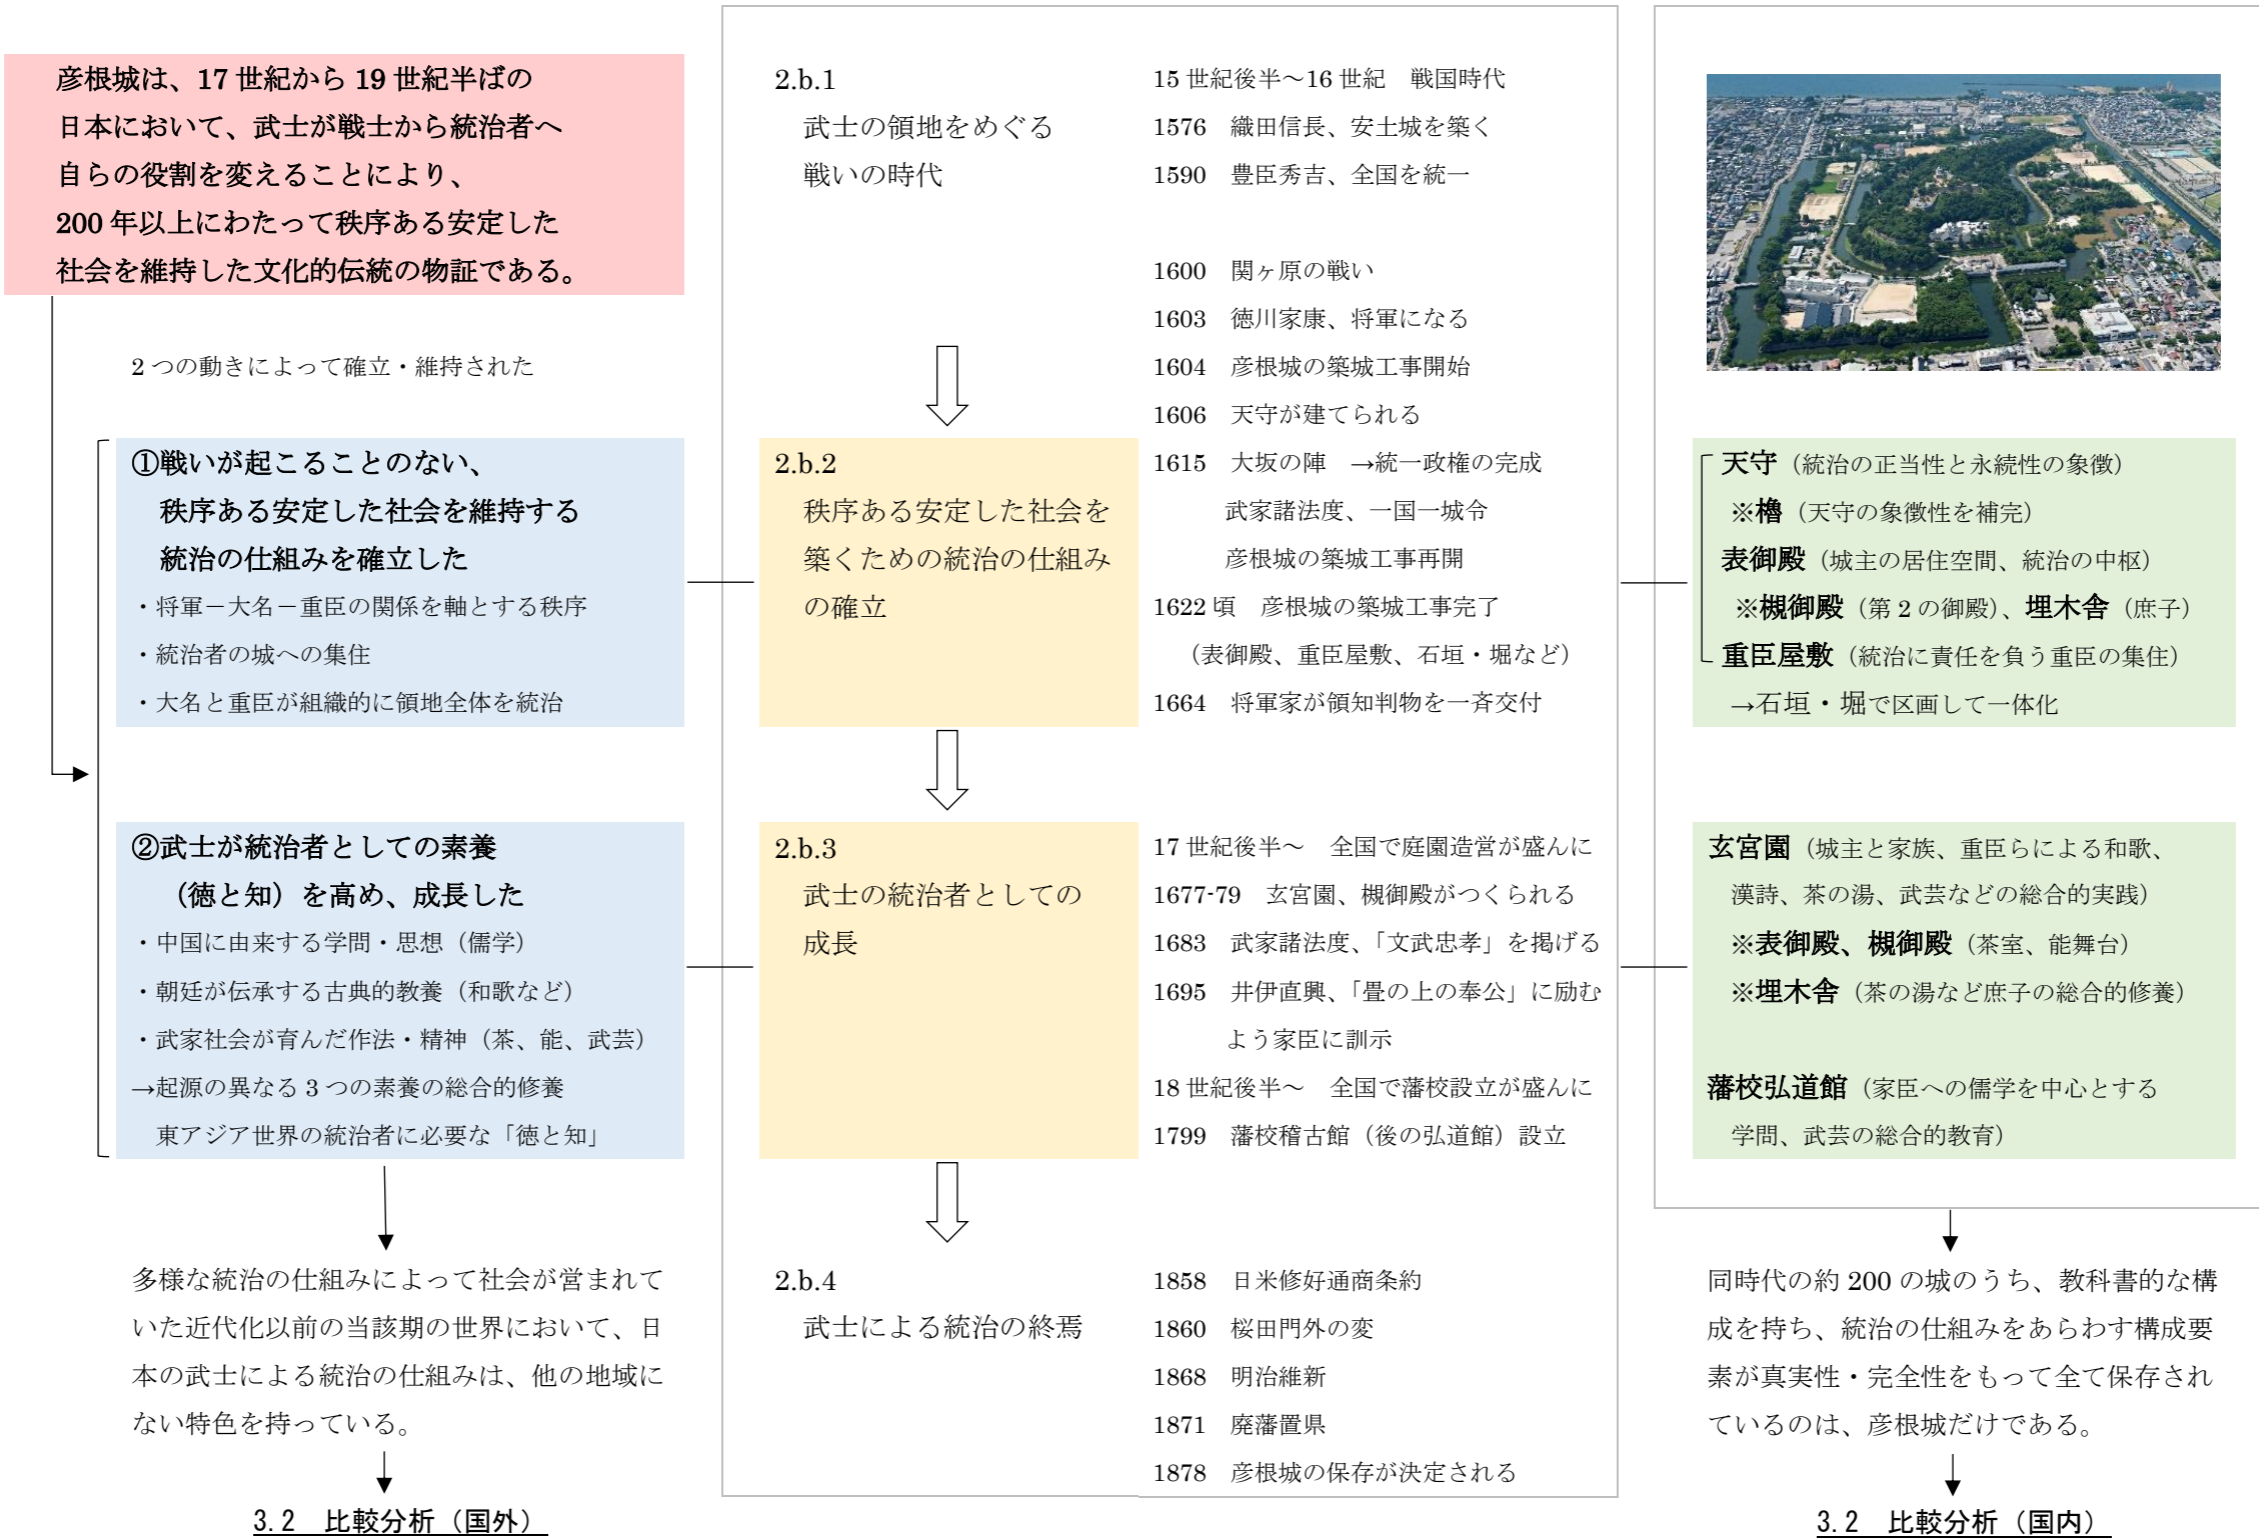 彦根城は、17 世紀から 19 世紀半ばの
日本において、武士が戦士から統治者へ
自らの役割を変えることにより、
200 年以上にわたって秩序ある安定した
社会を維持した文化的伝統の物証である。
2 つの動きによって確立・維持された
①戦いが起こることのない、
秩序ある安定した社会を維持する
統治の仕組みを確立した
・将軍－大名－重臣の関係を軸とする秩序
・統治者の城への集住
・大名と重臣が組織的に領地全体を統治
②武士が統治者としての素養
（徳と知）を高め、成長した
・中国に由来する学問・思想（儒学）
・朝廷が伝承する古典的教養（和歌など）
・武家社会が育んだ作法・精神（茶、能、武芸）
→起源の異なる 3 つの素養の総合的修養
東アジア世界の統治者に必要な「徳と知」
多様な統治の仕組みによって社会が営まれて
いた近代化以前の当該期の世界において、日
本の武士による統治の仕組みは、他の地域に
ない特色を持っている。
3.2 比較分析（国外）
2.b.1
武士の領地をめぐる
戦いの時代
2.b.2
秩序ある安定した社会を
築くための統治の仕組み
の確立
2.b.3
武士の統治者としての
成長
2.b.4
武士による統治の終焉
15 世紀後半～16 世紀　戦国時代
1576　織田信長、安土城を築く
1590　豊臣秀吉、全国を統一
1600　関ヶ原の戦い
1603　徳川家康、将軍になる
1604　彦根城の築城工事開始
1606　天守が建てられる
1615　大坂の陣　→統一政権の完成
武家諸法度、一国一城令
彦根城の築城工事再開
1622 頃　彦根城の築城工事完了
（表御殿、重臣屋敷、石垣・堀など）
1664　将軍家が領知判物を一斉交付
17 世紀後半～　全国で庭園造営が盛んに
1677-79　玄宮園、槻御殿がつくられる
1683　武家諸法度、「文武忠孝」を掲げる
1695　井伊直興、「畳の上の奉公」に励む
よう家臣に訓示
18 世紀後半～　全国で藩校設立が盛んに
1799　藩校稽古館（後の弘道館）設立
1858　日米修好通商条約
1860　桜田門外の変
1868　明治維新
1871　廃藩置県
1878　彦根城の保存が決定される
天守（統治の正当性と永続性の象徴）
※櫓（天守の象徴性を補完）
表御殿（城主の居住空間、統治の中枢）
※槻御殿（第 2 の御殿）、埋木舎（庶子）
重臣屋敷（統治に責任を負う重臣の集住）
→石垣・堀で区画して一体化
玄宮園（城主と家族、重臣らによる和歌、
漢詩、茶の湯、武芸などの総合的実践）
※表御殿、槻御殿（茶室、能舞台）
※埋木舎（茶の湯など庶子の総合的修養）
藩校弘道館（家臣への儒学を中心とする
学問、武芸の総合的教育）
同時代の約 200 の城のうち、教科書的な構
成を持ち、統治の仕組みをあらわす構成要
素が真実性・完全性をもって全て保存され
ているのは、彦根城だけである。
3.2 比較分析（国内）